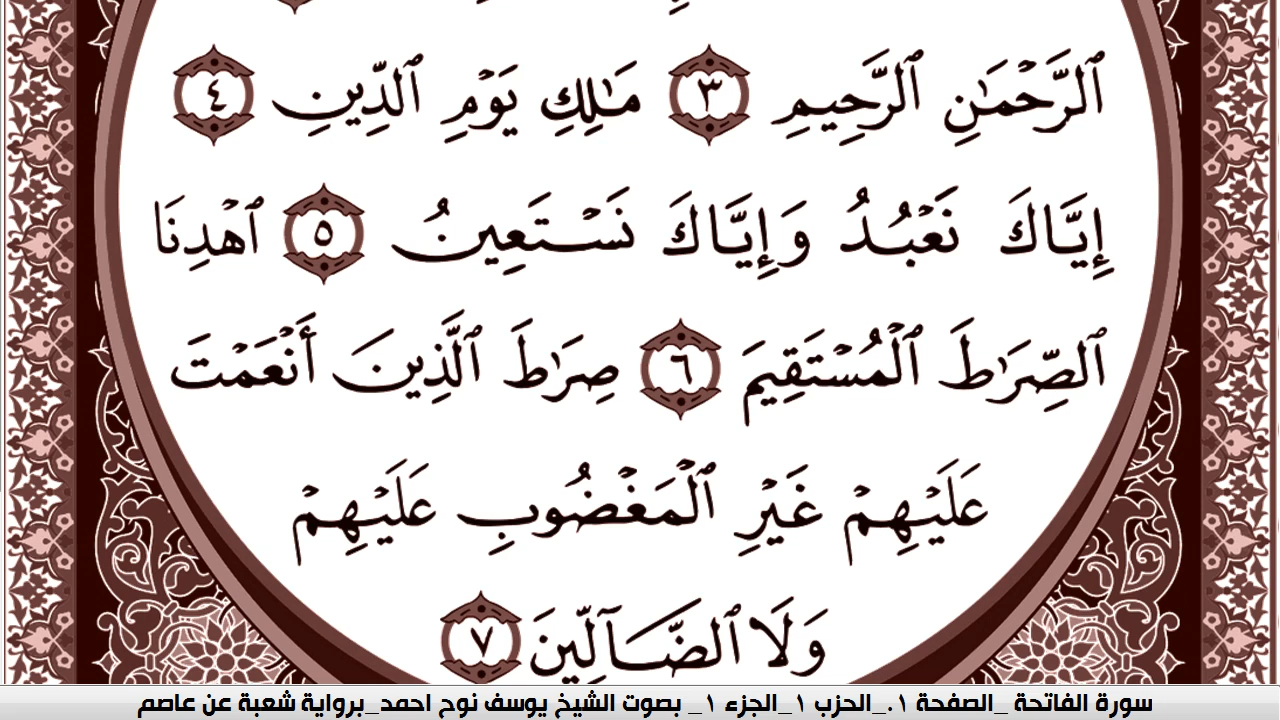 ٱلرَّحْمَٰنِ ٱلرَّحِيمِ ٣ مَٰلِكِ يَوْمِ ٱلدِّينِ ٤
إِيَّاكَ نَعْبُدُ وَإِيَّاكَ نَسْتَعِينُ ٥ ٱهْدِنَا
ٱلصِّرَٰطَ ٱلْمُسْتَقِيمَ ٦ صِرَٰطَ ٱلَّذِينَ أَنْعَمْتَ
عَلَيْهِمْ غَيْرِ ٱلْمَغْضُوبِ عَلَيْهِمْ
وَلَا ٱلضَّآلِّينَ ٧
سورة الفاتحة _الصفحة ١._الحزب ١_الجزء ١_ بصوت الشيخ يوسف نوح احمد_برواية شعبة عن عاصم